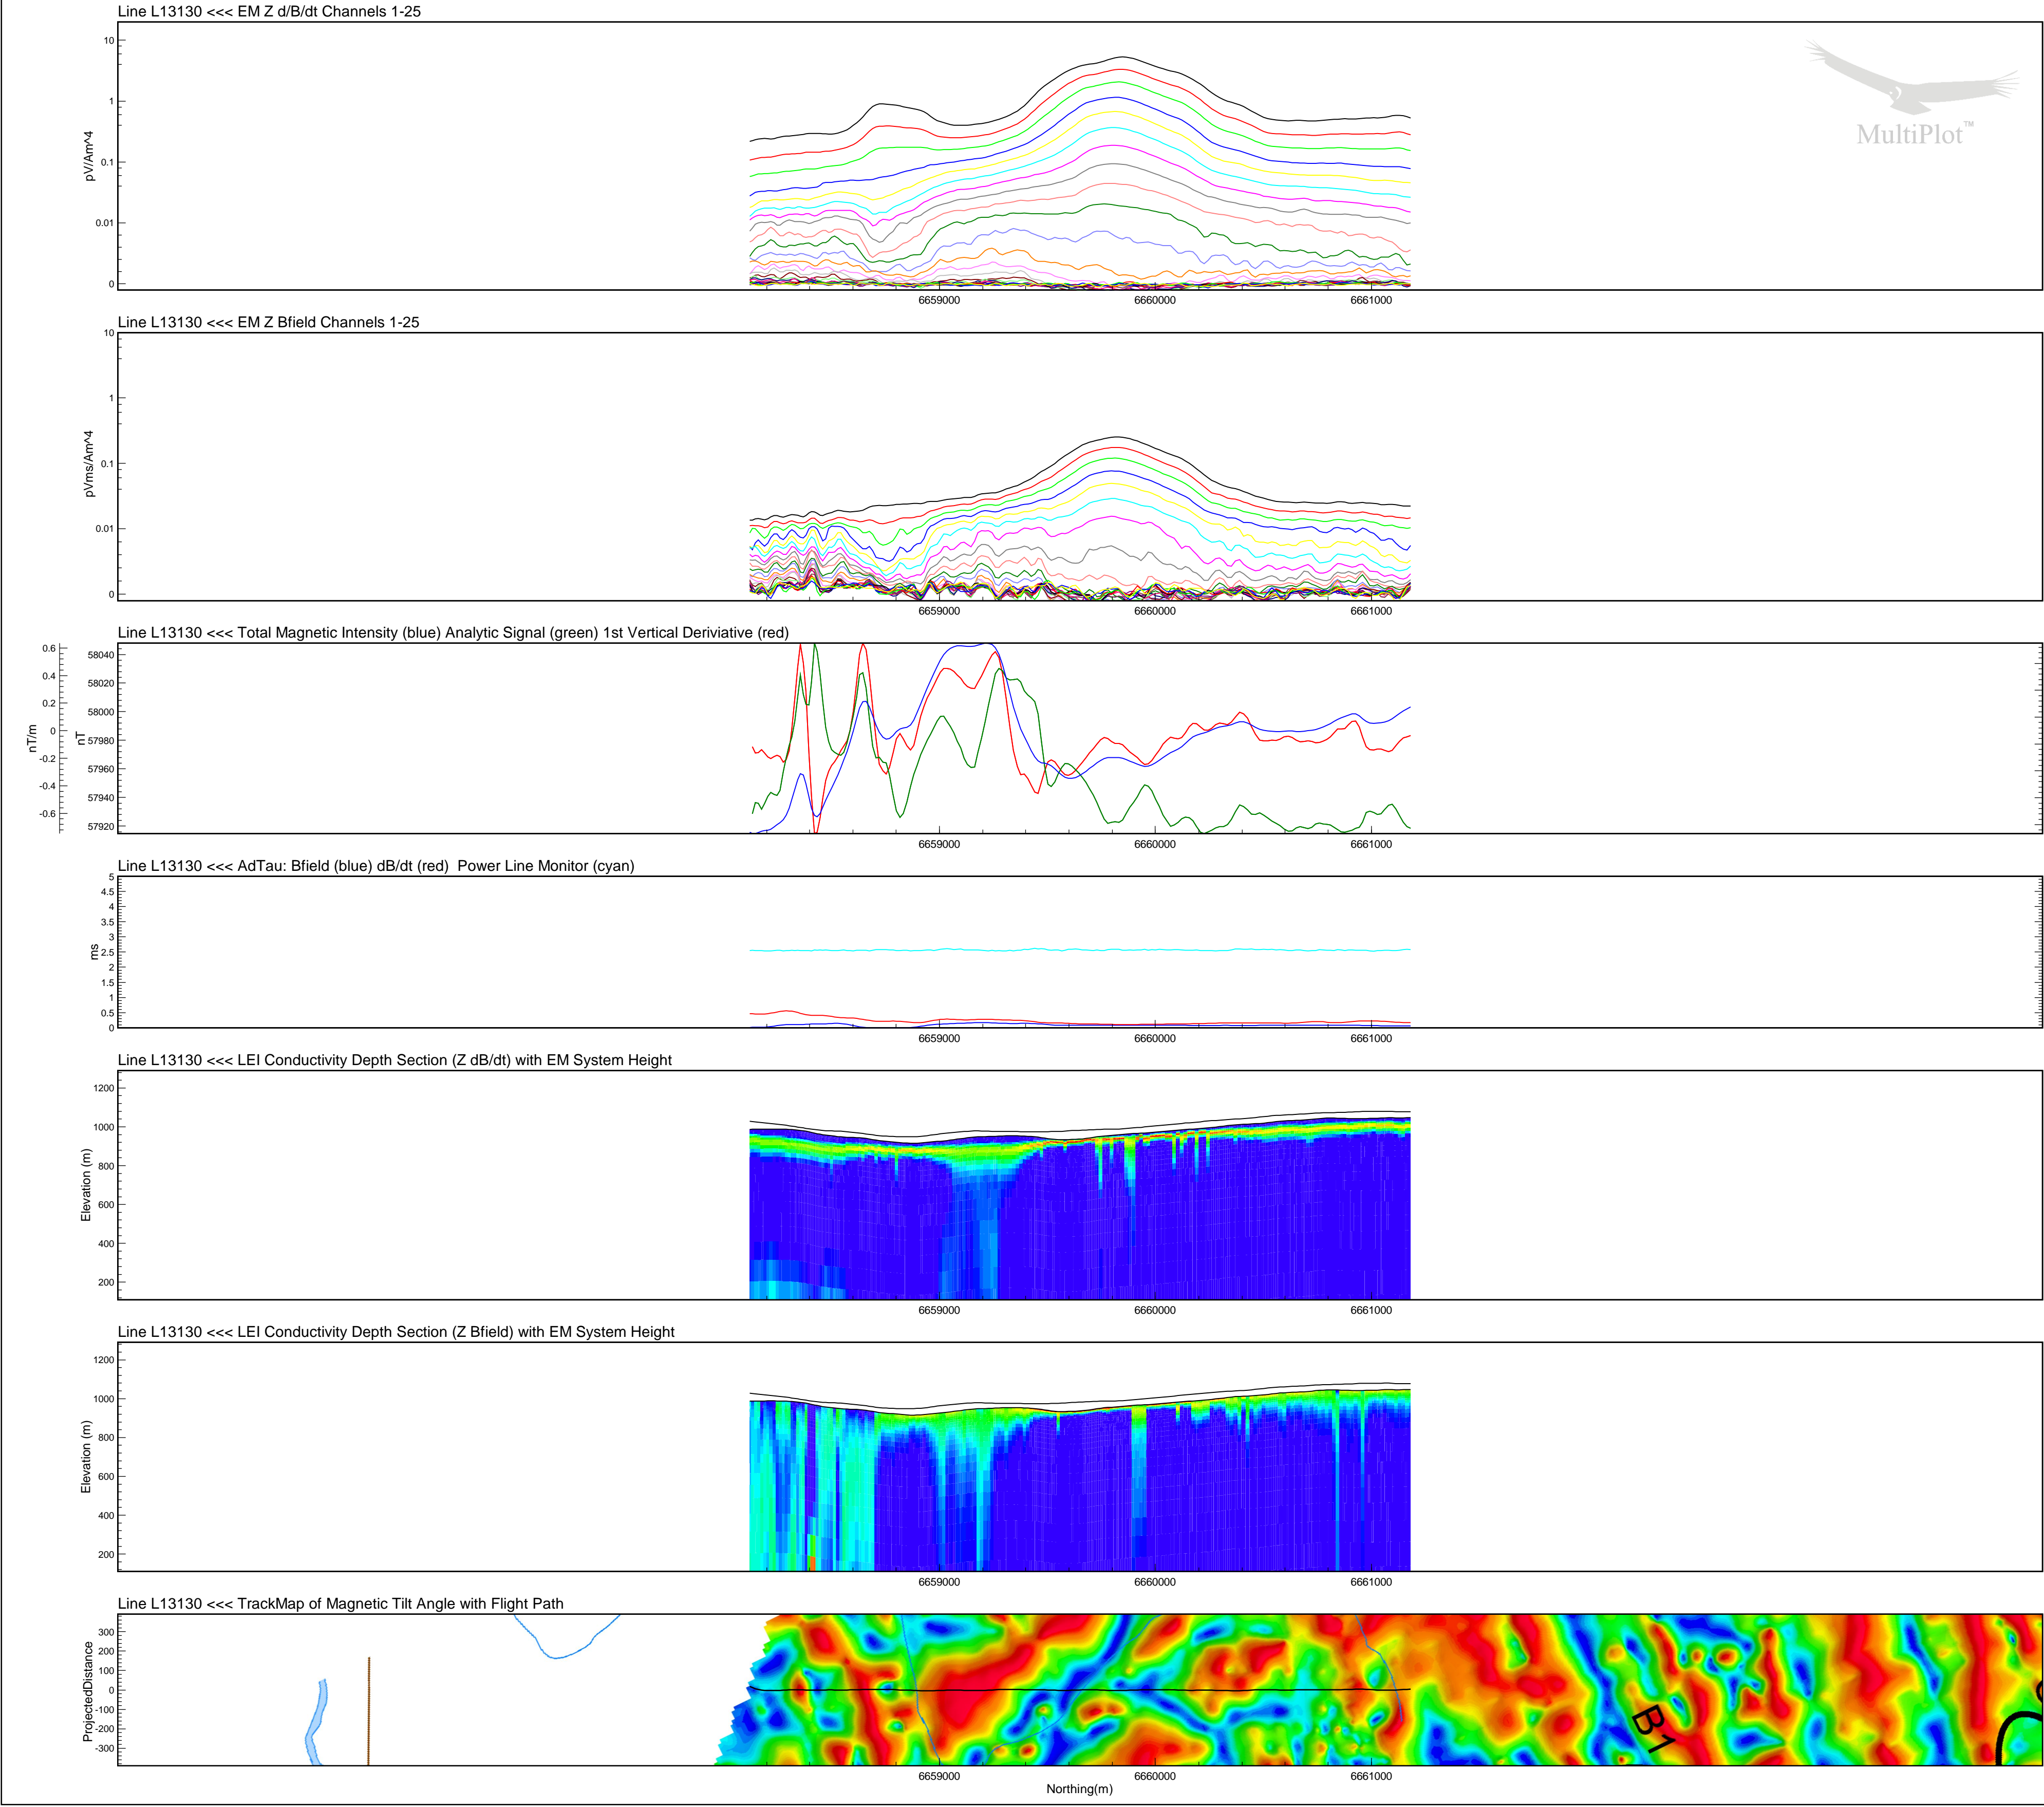 Line L13130 <<< EM Z d/B/dt Channels 1-25
10
1
0.1
0.01
0
pV/Am^4
MultiPlot™
6659000 6660000 6661000
Line L13130 <<< EM Z Bfield Channels 1-25
10
1
0.1
0.01
0
pVms/Am^4
6659000 6660000 6661000
Line L13130 <<< Total Magnetic Intensity (blue) Analytic Signal (green) 1st Vertical Deriviative (red)
0.6
0.4
0.2
0
-0.2
-0.4
-0.6
nT/m
58040
58020
58000
57980
57960
57940
57920
nT
6659000 6660000 6661000
Line L13130 <<< AdTau: Bfield (blue) dB/dt (red) Power Line Monitor (cyan)
5
4.5
4
3.5
3
2.5
2
1.5
1
0.5
0
ms
6659000 6660000 6661000
Line L13130 <<< LEI Conductivity Depth Section (Z dB/dt) with EM System Height
1200
1000
800
600
400
200
Elevation (m)
6659000 6660000 6661000
Line L13130 <<< LEI Conductivity Depth Section (Z Bfield) with EM System Height
1200
1000
800
600
400
200
Elevation (m)
6659000 6660000 6661000
Line L13130 <<< TrackMap of Magnetic Tilt Angle with Flight Path
300
200
100
0
-100
-200
-300
ProjectedDistance
B1
6659000 6660000 6661000
Northing(m)